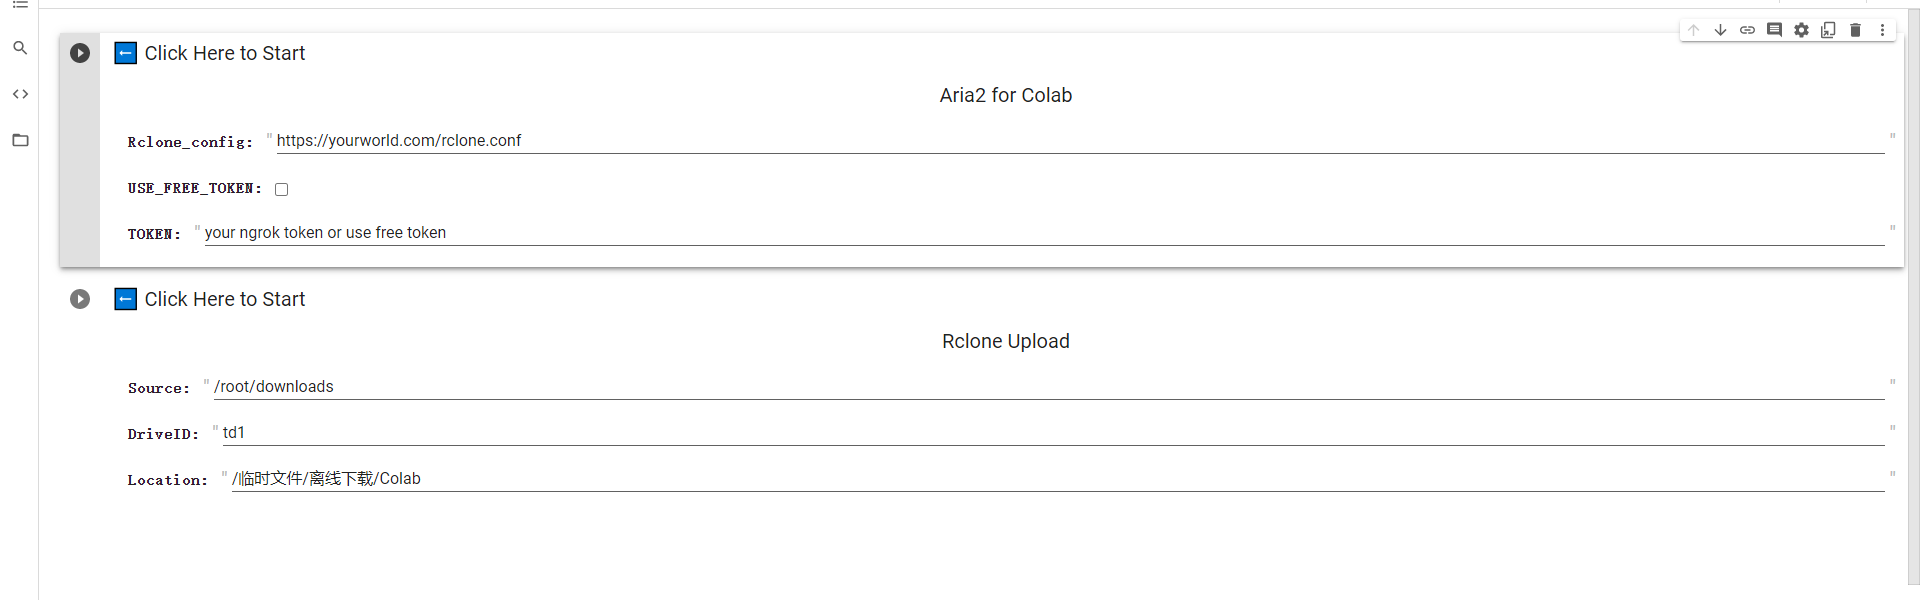 Click Here to Start
Aria2 for Colab
Rclone_config: "https://yourworld.com/rclone.conf"
USE_FREE_TOKEN:
TOKEN: "your ngrok token or use free token"
Click Here to Start
Rclone Upload
Source: "/root/downloads"
DriveID: "td1"
Location: "/临时文件/离线下载/Colab"